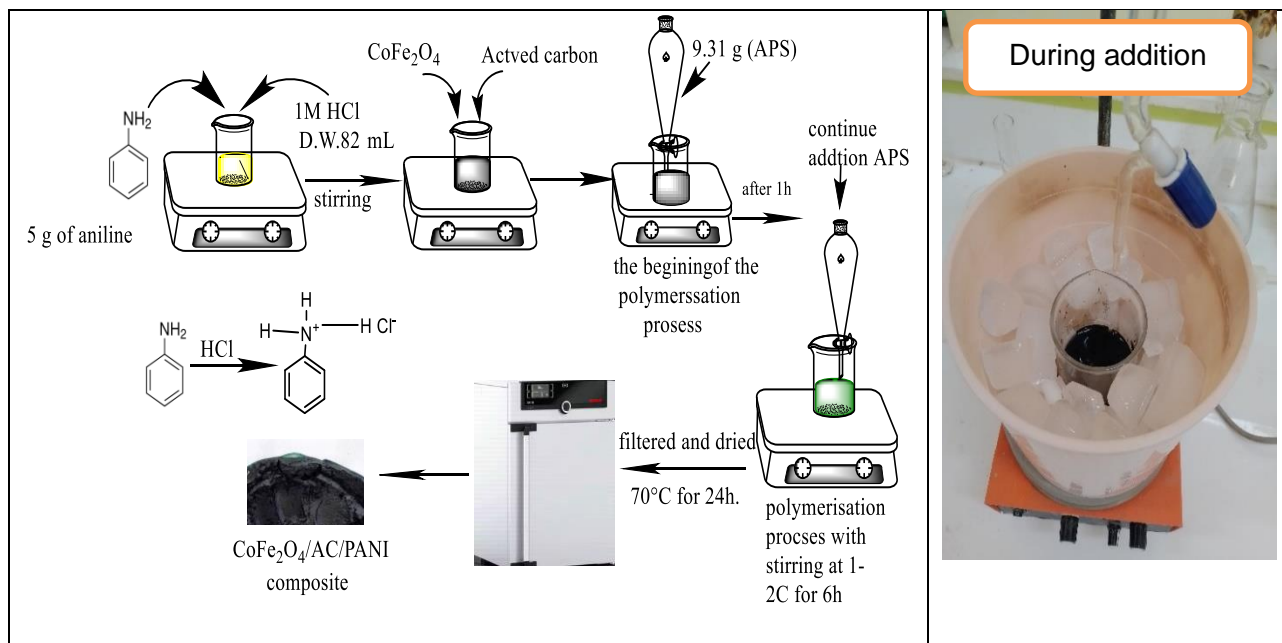 NH₂
5 g of aniline
1M HCl
D.W.82 mL
stirring
CoFe₂O₄
Actved carbon
9.31 g (APS)
the beginingof the
polymerssation
prosess
after 1h
continue
addtion APS
During addition
NH₂
HCl
H
H
N⁺
H Cl⁻
filtered and dried
70°C for 24h.
polymerisation
procses with
stirring at 1-
2C for 6h
CoFe₂O₄/AC/PANI
composite